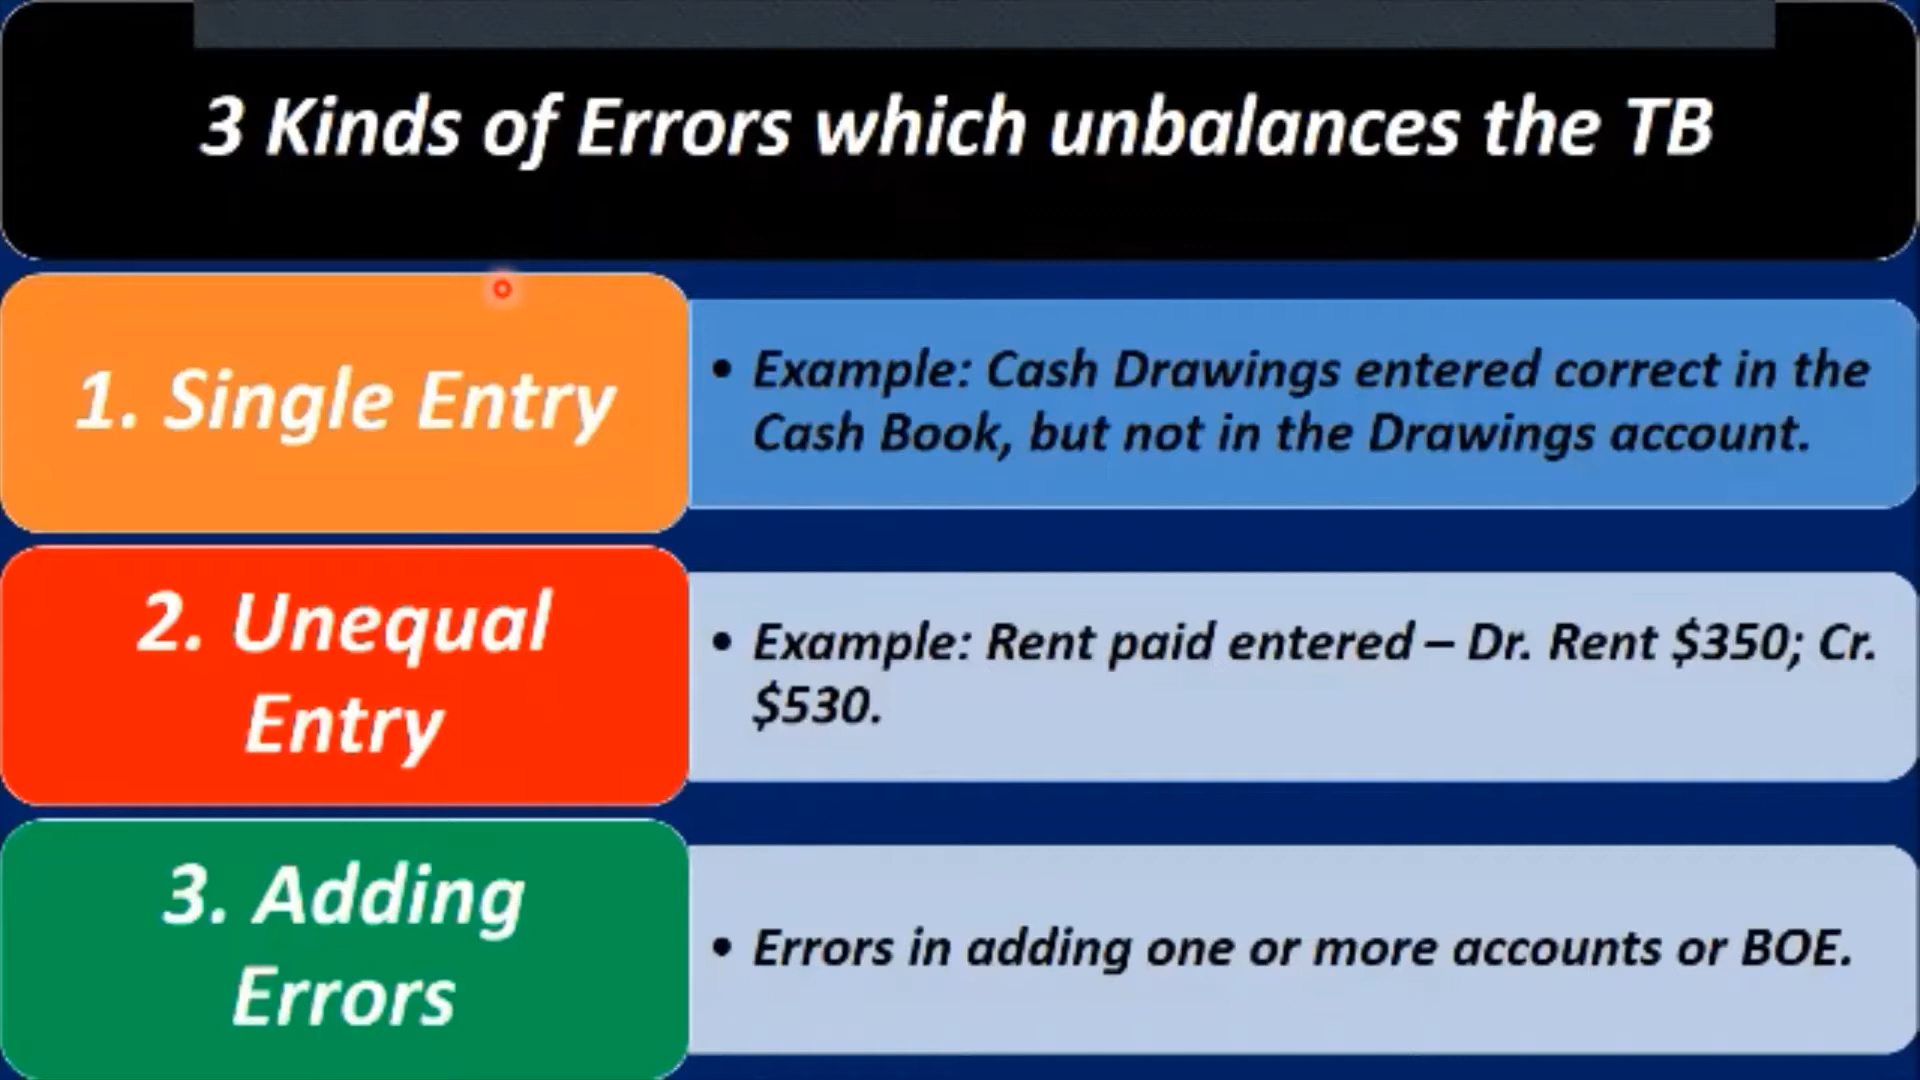 3 Kinds of Errors which unbalances the TB
1. Single Entry
• Example: Cash Drawings entered correct in the
Cash Book, but not in the Drawings account.
2. Unequal
Entry
• Example: Rent paid entered – Dr. Rent $350; Cr.
$530.
3. Adding
Errors
• Errors in adding one or more accounts or BOE.